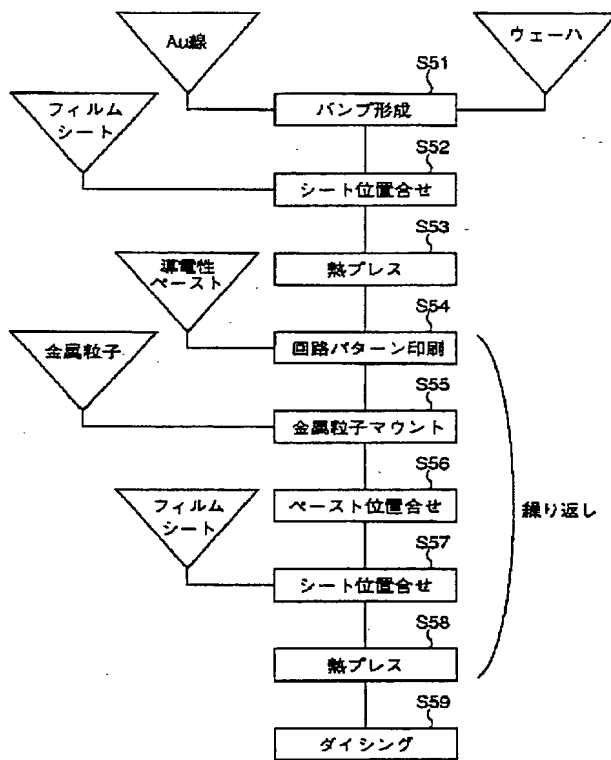 Au線
ウェーハ
S51
バンプ形成
フィルム
シート
S52
シート位置合せ
S53
熱プレス
導電性
ペースト
S54
回路パターン印刷
金属粒子
S55
金属粒子マウント
S56
ペースト位置合せ
フィルム
シート
S57
シート位置合せ
繰り返し
S58
熱プレス
S59
ダイシング